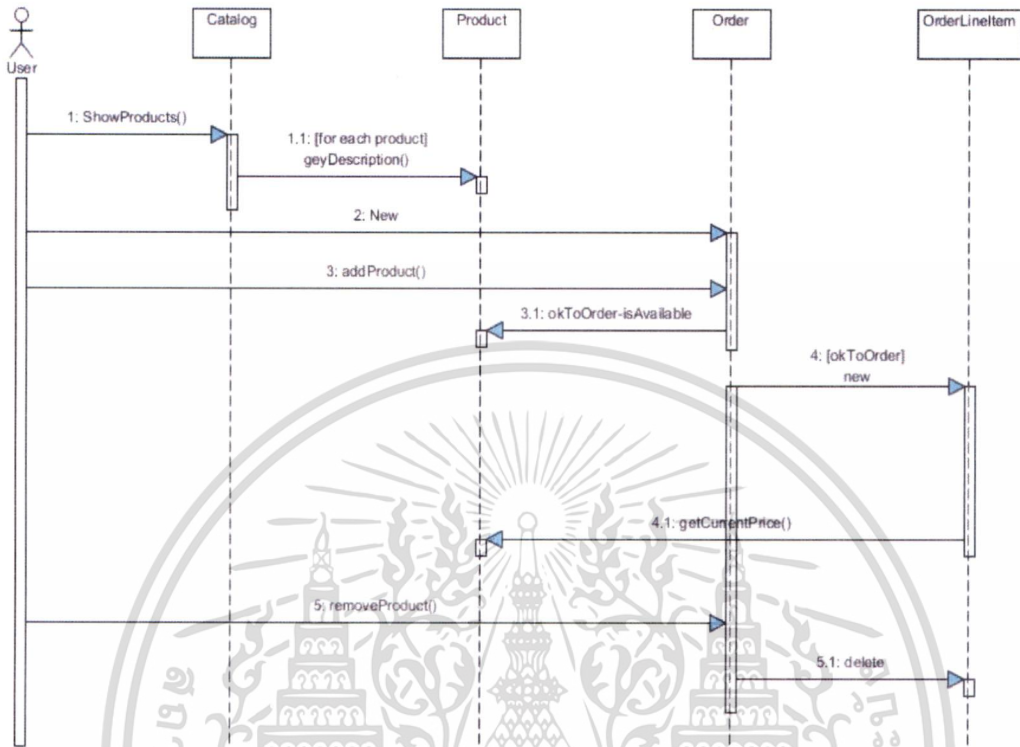 Catalog
Product
Order
OrderLineItem
User
1: ShowProducts()
1.1: [for each product]
geyDescription()
2: New
3: addProduct()
3.1: okToOrder-isAvailable
4: [okToOrder]
new
4.1: getCurrentPrice()
5: removeProduct()
5.1: delete